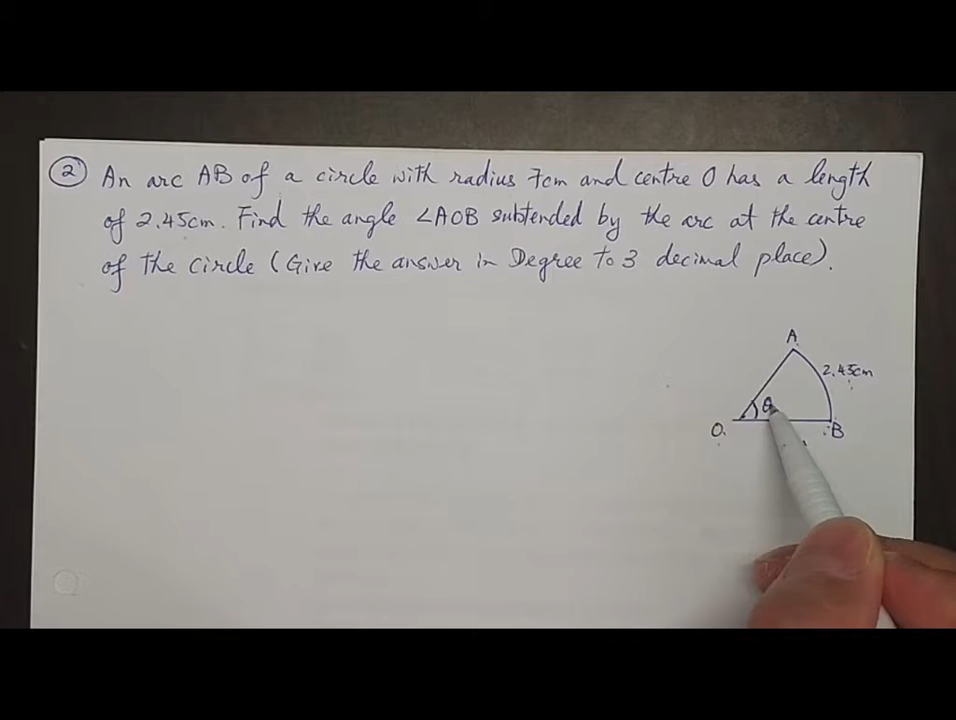 2 An arc AB of a circle with radius 7cm and centre O has a length
of 2.45cm. Find the angle ∠AOB subtended by the arc at the centre
of the circle (Give the answer in Degree to 3 decimal place).
A
2.45cm
θ
O
B